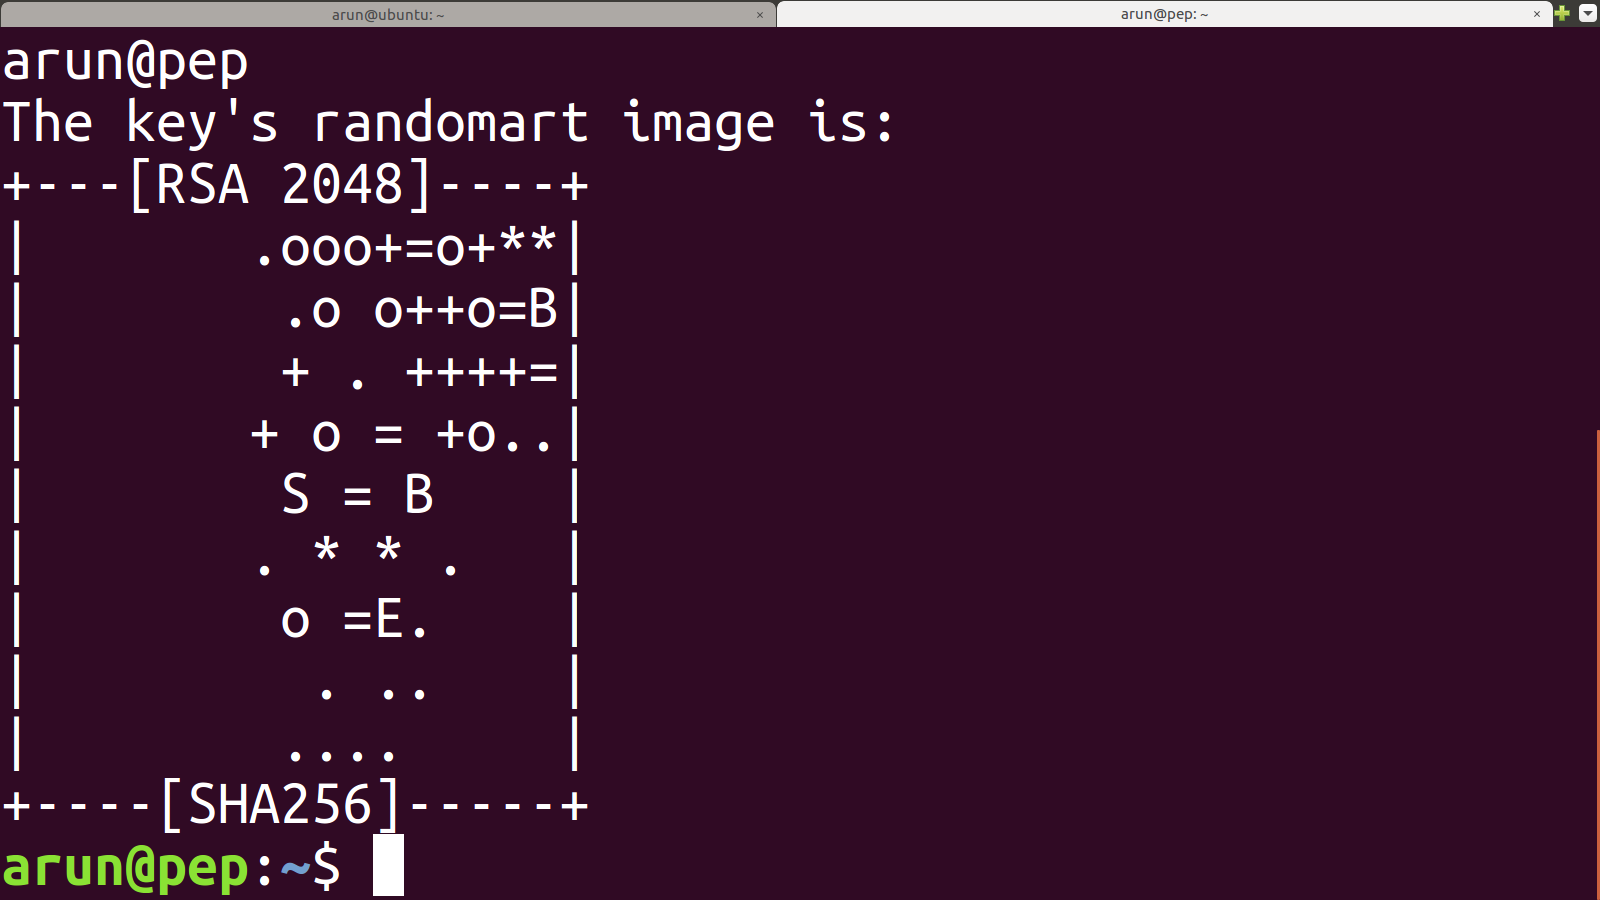 arun@ubuntu: ~ ×
arun@pep: ~ ×
arun@pep
The key's randomart image is:
+---[RSA 2048]----+
|       .ooo+=o+**|
|        .o o++o=B|
|        + . ++++=|
|       + o = +o..|
|        S = B    |
|       . * * .   |
|        o =E.    |
|         . ..    |
|        ....     |
+----[SHA256]-----+
arun@pep:~$